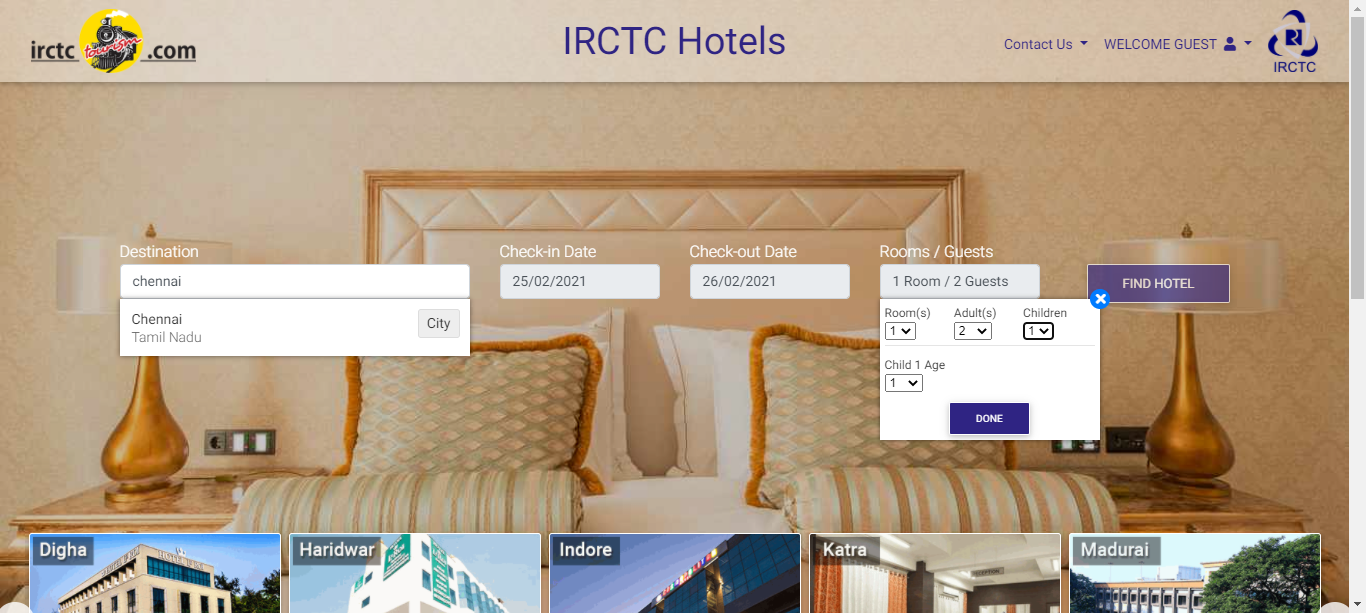 irctc tourism .com
IRCTC Hotels
Contact Us
WELCOME GUEST
IRCTC
Destination
Check-in Date
Check-out Date
Rooms / Guests
chennai
25/02/2021
26/02/2021
1 Room / 2 Guests
FIND HOTEL
Chennai
Tamil Nadu
City
Room(s)
Adult(s)
Children
1
2
1
Child 1 Age
1
DONE
Digha
Haridwar
Indore
Katra
Madurai
RECEPTION